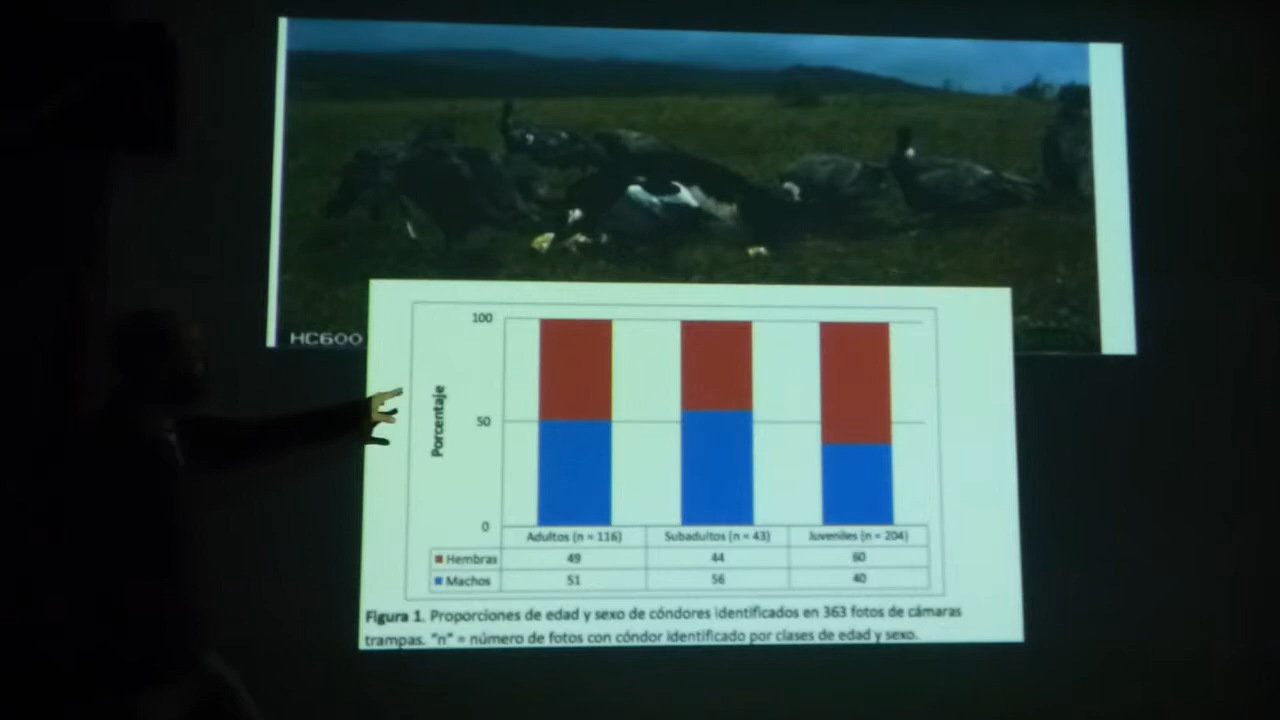 HC600
100
Porcentaje
50
0
Adultos (n = 116) Subadultos (n = 43) Juveniles (n = 204)
Hembras 49 44 60
Machos 51 56 40
Figura 1. Proporciones de edad y sexo de cóndores identificados en 363 fotos de cámaras
trampas. "n" = número de fotos con cóndor identificado por clases de edad y sexo.